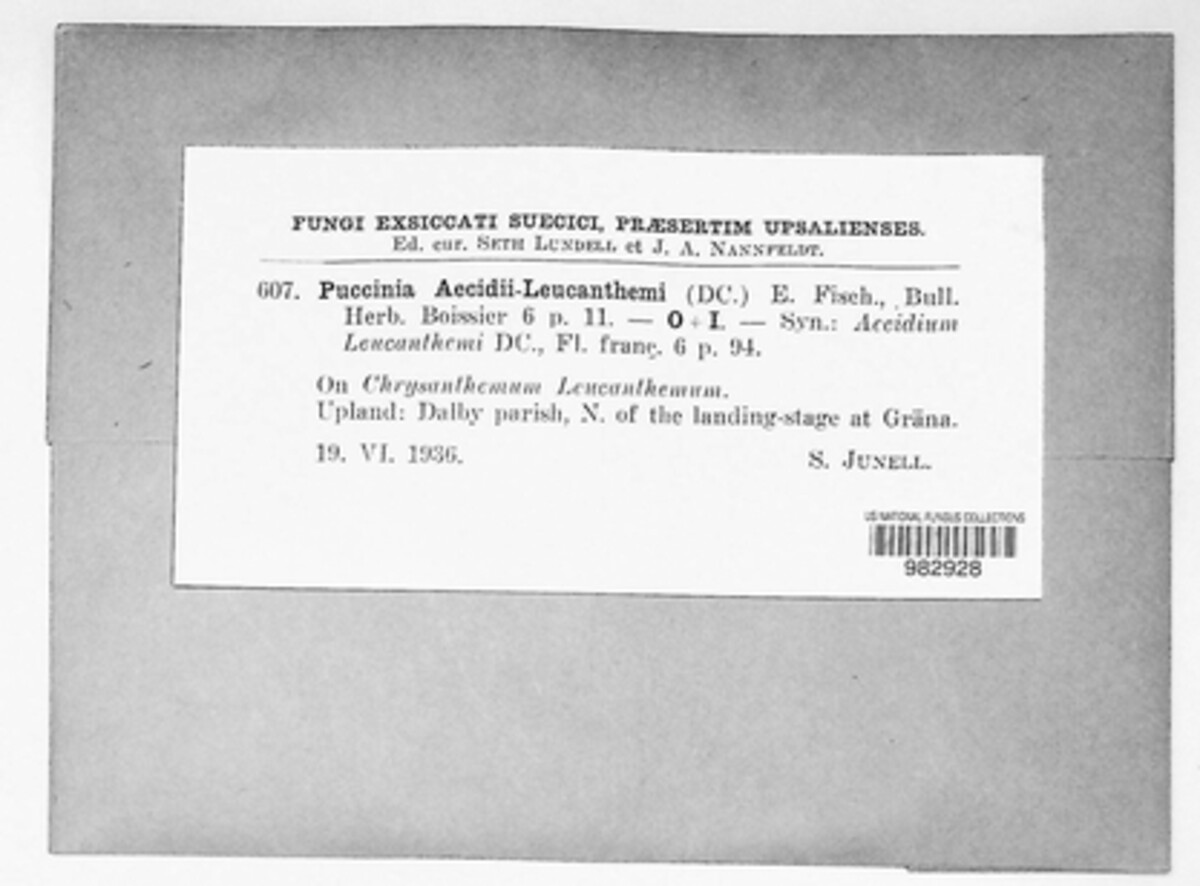 FUNGI EXSICCATI SUECICI, PRÆSERTIM UPSALIENSES.
Ed. cur. SETH LUNDELL et J. A. NANNFELDT.
607. Puccinia Aecidii-Leucanthemi (DC.) E. Fisch., Bull.
Herb. Boissier 6 p. 11. — O + I. — Syn.: Aecidium
Leucanthemi DC., Fl. franç. 6 p. 94.
On Chrysanthemum Leucanthemum.
Upland: Dalby parish, N. of the landing-stage at Gräna.
19. VI. 1936. S. JUNELL.
US NATIONAL FUNGUS COLLECTIONS
982928